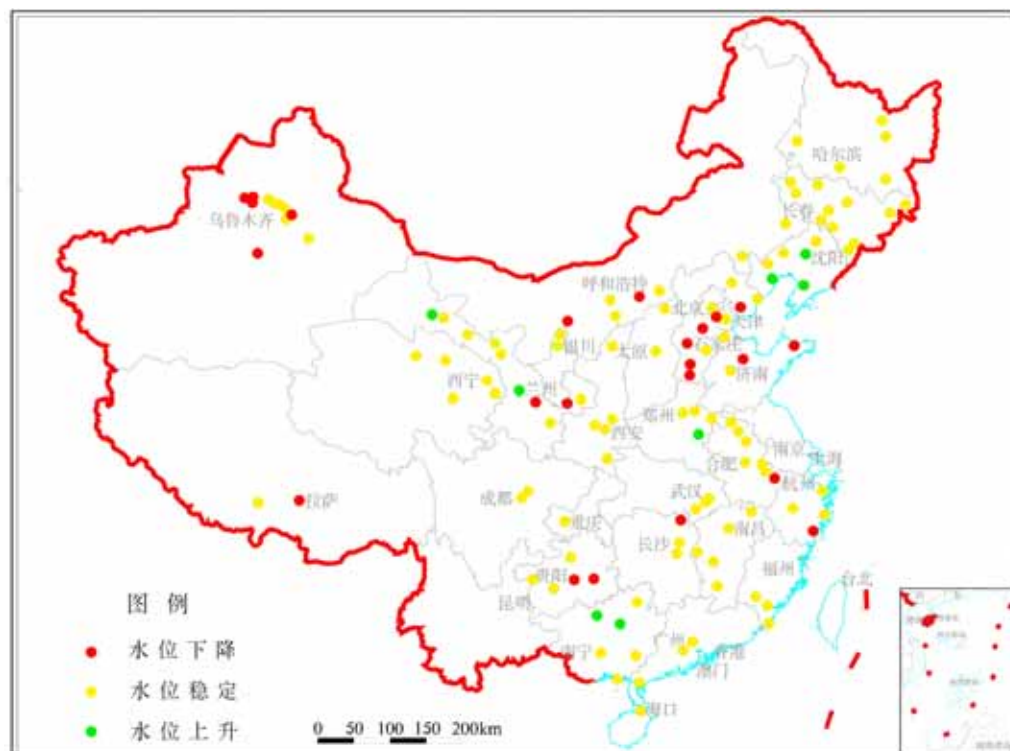 哈尔滨
长春
乌鲁木齐
沈阳
呼和浩特
北京
天津
银川
太原
石家庄
济南
西宁
兰州
郑州
西安
南京
合肥
上海
杭州
拉萨
成都
武汉
重庆
南昌
长沙
贵阳
福州
台北
昆明
图例
广州
南宁
香港
澳门
水位下降
水位稳定
海口
水位上升
0 50 100 150 200km